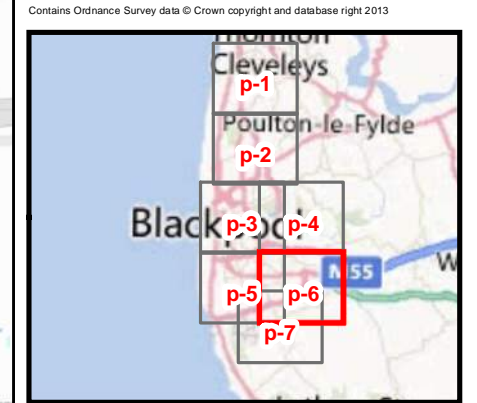 Contains Ordnance Survey data © Crown copyright and database right 2013
Thornton
Cleveleys
p-1
Poulton-le-Fylde
p-2
Blackpool
p-3
p-4
M55
p-5
p-6
p-7